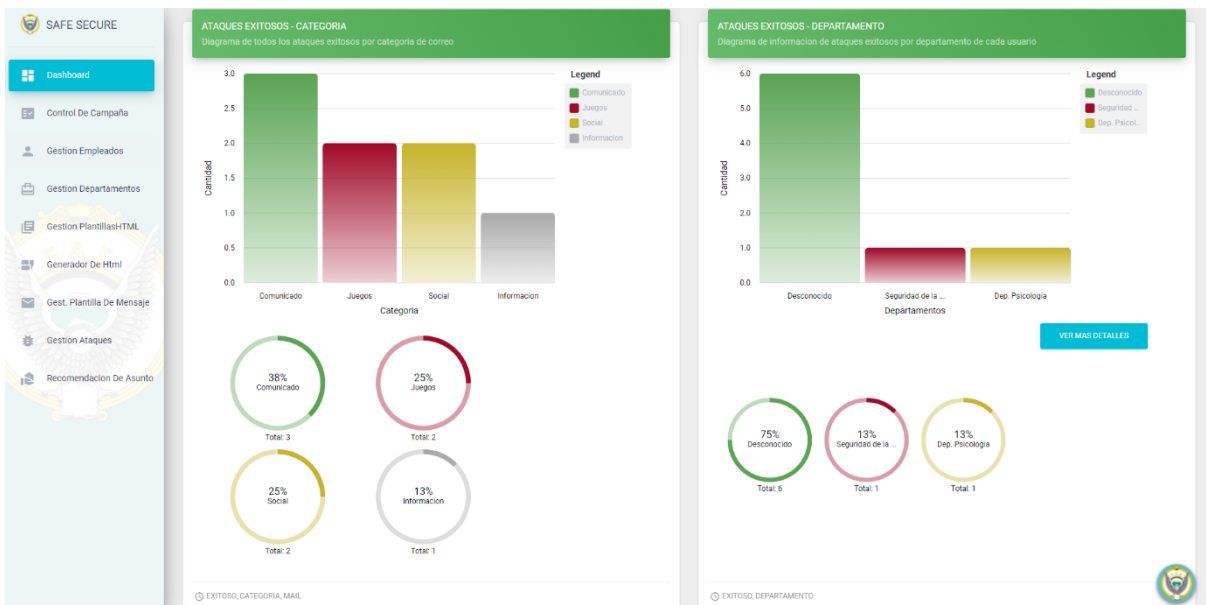 SAFE SECURE
Dashboard
Control De Campaña
Gestion Empleados
Gestion Departamentos
Gestion PlantillasHTML
Generador De Html
Gest. Plantilla De Mensaje
Gestion Ataques
Recomendacion De Asunto
ATAQUES EXITOSOS - CATEGORIA
Diagrama de todos los ataques exitosos por categoria de correo
3.0
2.5
2.0
1.5
1.0
0.5
0.0
Cantidad
Comunicado
Juegos
Social
Informacion
Categoria
Legend
Comunicado
Juegos
Social
Informacion
38%
Comunicado
Total: 3
25%
Juegos
Total: 2
25%
Social
Total: 2
13%
Informacion
Total: 1
EXITOSO, CATEGORIA, MAIL
ATAQUES EXITOSOS - DEPARTAMENTO
Diagrama de informacion de ataques exitosos por departamento de cada usuario
6.0
5.0
4.0
3.0
2.0
1.0
0.0
Cantidad
Desconocido
Seguridad de la ...
Dep. Psicologia
Departamentos
Legend
Desconocido
Seguridad ...
Dep. Psicol...
VER MAS DETALLES
75%
Desconocido
Total: 6
13%
Seguridad de la ...
Total: 1
13%
Dep. Psicologia
Total: 1
EXITOSO, DEPARTAMENTO